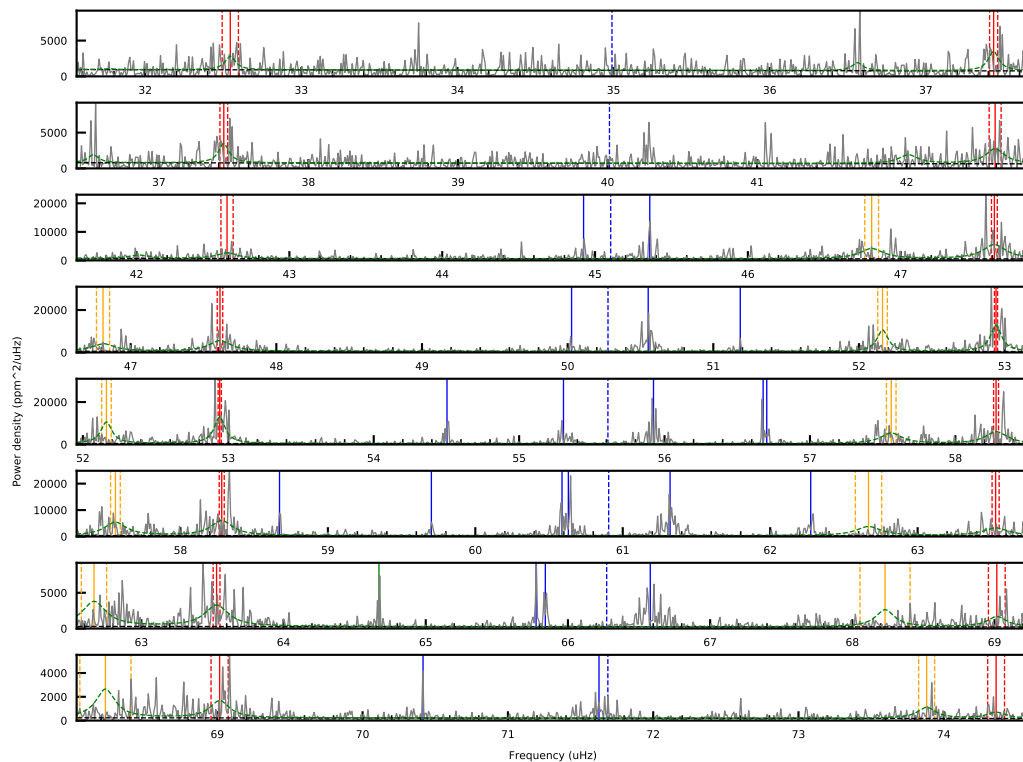 5000
0
32 33 34 35 36 37
5000
0
37 38 39 40 41 42
20000
10000
0
42 43 44 45 46 47
20000
0
47 48 49 50 51 52 53
20000
0
52 53 54 55 56 57 58
20000
10000
0
58 59 60 61 62 63
5000
0
63 64 65 66 67 68 69
4000
2000
0
69 70 71 72 73 74
Power density (ppm^2/uHz)
Frequency (uHz)